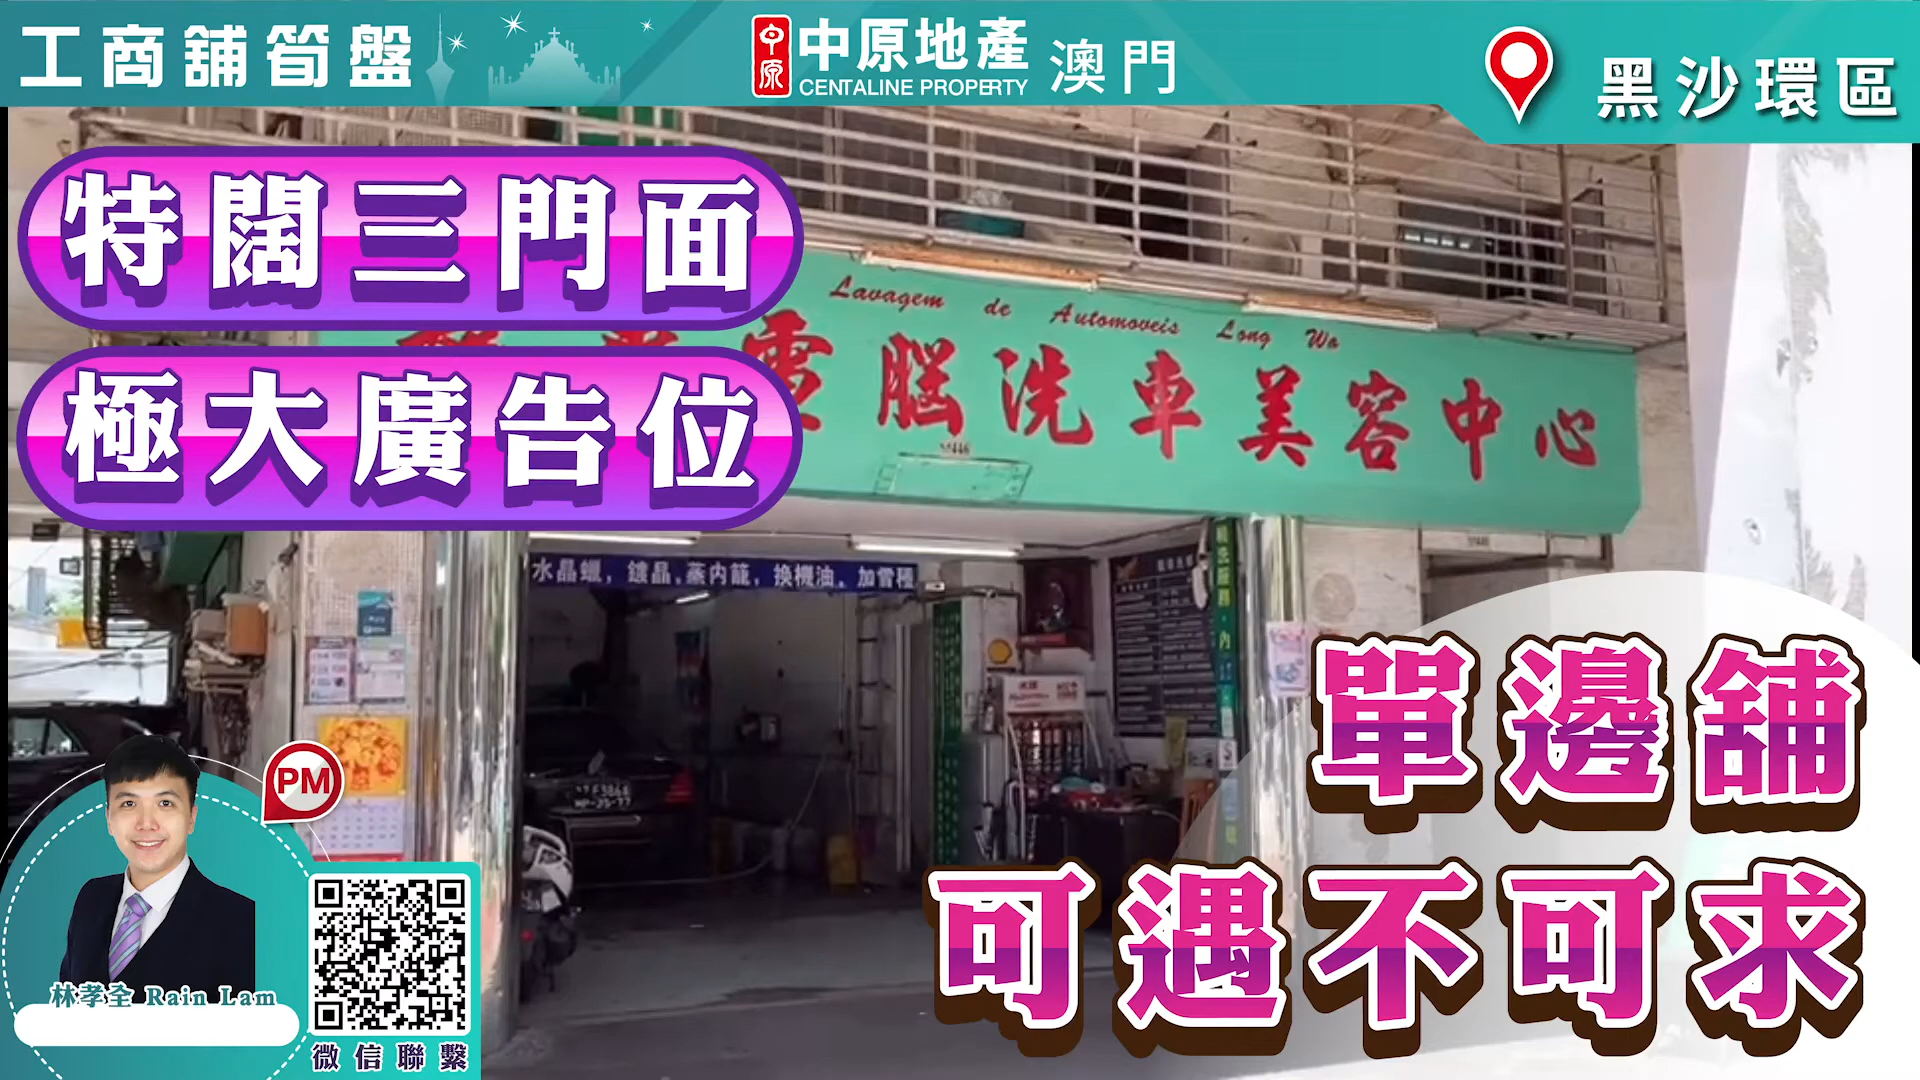 工商舖筍盤
中原
中原地產
CENTALINE PROPERTY
澳門
黑沙環區
特闊三門面
極大廣告位
Lavagem de Automoveis Long Wa
電腦洗車美容中心
446
水晶蠟，鍍晶、蒸內籠，換機油，加雪種
單邊舖
可遇不可求
PM
林孝全 Rain Lam
微信聯繫